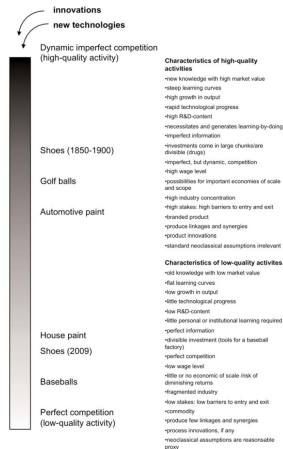 innovations
new technologies
Dynamic imperfect competition
(high-quality activity)
Shoes (1850-1900)
Golf balls
Automotive paint
House paint
Shoes (2009)
Baseballs
Perfect competition
(low-quality activity)
Characteristics of high-quality
activities
•new knowledge with high market value
•steep learning curves
•high growth in output
•rapid technological progress
•high R&D-content
•necessitates and generates learning-by-doing
•imperfect information
•investments come in large chunks/are
divisible (drugs)
•imperfect, but dynamic, competition
•high wage level
•possibilities for important economies of scale
and scope
•high industry concentration
•high stakes: high barriers to entry and exit
•branded product
•produce linkages and synergies
•product innovations
•standard neoclassical assumptions irrelevant
Characteristics of low-quality activites
•old knowledge with low market value
•flat learning curves
•low growth in output
•little technological progress
•low R&D-content
•little personal or institutional learning required
•perfect information
•divisible investment (tools for a baseball
factory)
•perfect competition
•low wage level
•little or no economic of scale /risk of
diminishing returns
•fragmented industry
•low stakes: low barriers to entry and exit
•commodity
•produce few linkages and synergies
•process innovations, if any
•neoclassical assumptions are reasonsable
proxy